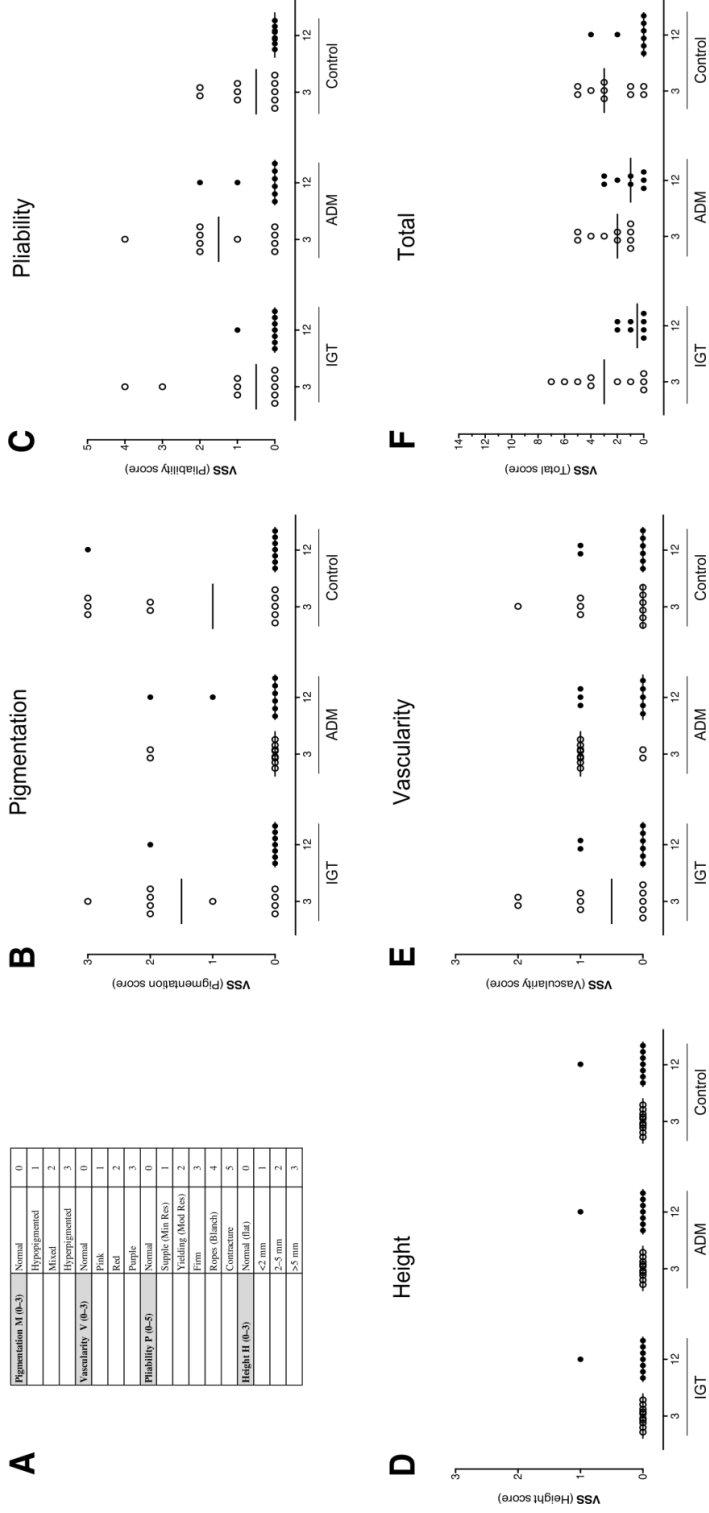 A
Pigmentation M (0–3) Normal 0
Hypopigmented 1
Mixed 2
Hyperpigmented 3
Vascularity V (0–3) Normal 0
Pink 1
Red 2
Purple 3
Pliability P (0–5) Normal 0
Supple (Min Res) 1
Yielding (Mod Res) 2
Firm 3
Ropes (Blanch) 4
Contracture 5
Height H (0–3) Normal (flat) 0
<2 mm 1
2–5 mm 2
>5 mm 3
B
Pigmentation
VSS (Pigmentation score)
3
2
1
0
3 12 3 12 3 12
IGT ADM Control
C
Pliability
VSS (Pliability score)
5
4
3
2
1
0
3 12 3 12 3 12
IGT ADM Control
D
Height
VSS (Height score)
3
2
1
0
3 12 3 12 3 12
IGT ADM Control
E
Vascularity
VSS (Vascularity score)
3
2
1
0
3 12 3 12 3 12
IGT ADM Control
F
Total
VSS (Total score)
14
12
10
8
6
4
2
0
3 12 3 12 3 12
IGT ADM Control